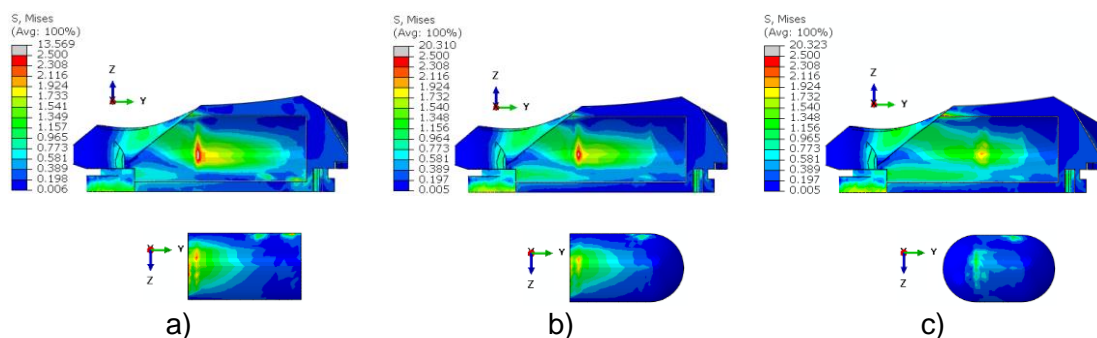 S, Mises
(Avg: 100%)
13.569
2.500
2.308
2.116
1.924
1.733
1.541
1.349
1.157
0.965
0.773
0.581
0.389
0.198
0.006
Z
Y
Y
Z
a)
S, Mises
(Avg: 100%)
20.310
2.500
2.308
2.116
1.924
1.732
1.540
1.348
1.156
0.965
0.773
0.581
0.389
0.197
0.005
Z
Y
Y
Z
b)
S, Mises
(Avg: 100%)
20.323
2.500
2.308
2.116
1.924
1.732
1.540
1.348
1.156
0.965
0.773
0.581
0.389
0.197
0.005
Z
Y
Y
Z
c)